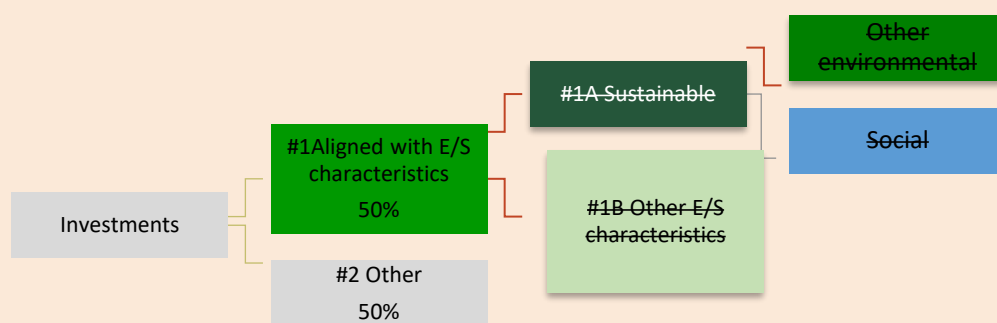 Investments
#1Aligned with E/S
characteristics
50%
#2 Other
50%
#1A Sustainable
#1B Other E/S
characteristics
Other
environmental
Social